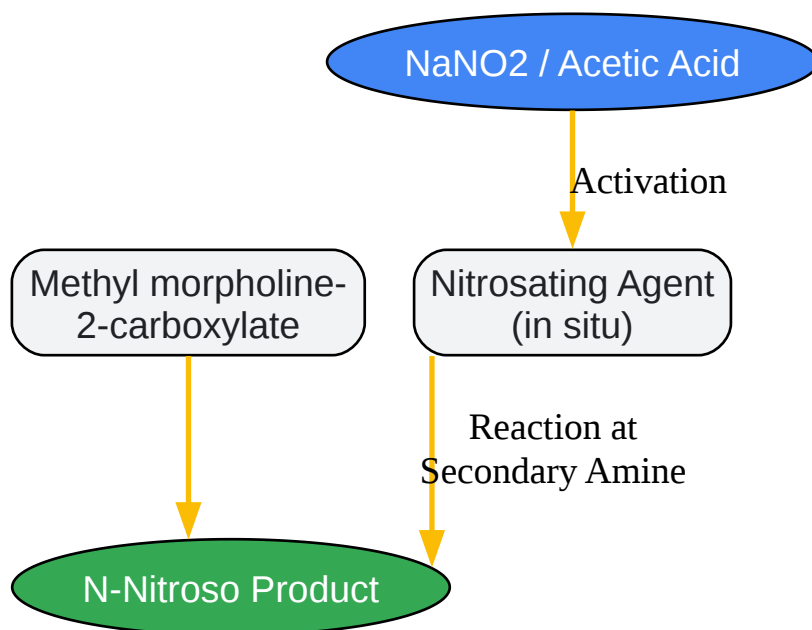 NaNO2 / Acetic Acid
Activation
Methyl morpholine-
2-carboxylate
Nitrosating Agent
(in situ)
Reaction at
Secondary Amine
N-Nitroso Product